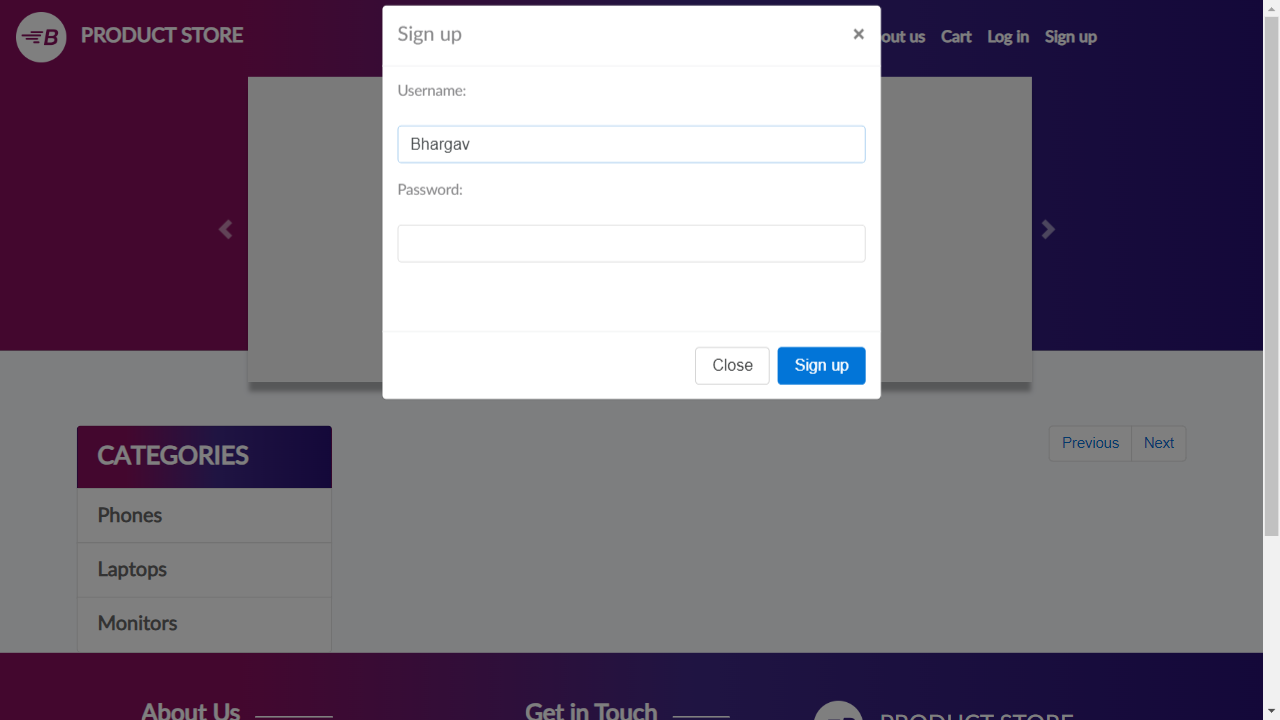 B PRODUCT STORE
Sign up ×
out us Cart Log in Sign up
Username:
Bhargav
Password:
Close Sign up
CATEGORIES
Previous Next
Phones
Laptops
Monitors
About Us Get in Touch
PRODUCT STORE